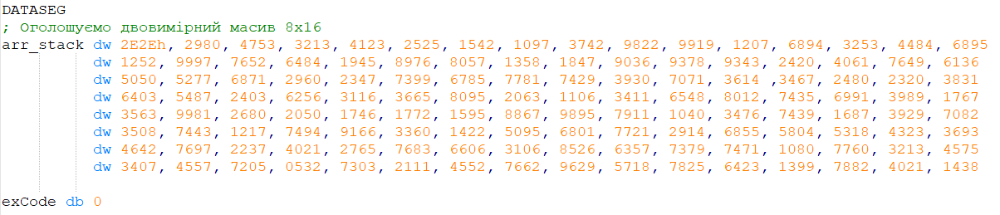 DATASEG
; Оголошуємо двовимірний масив 8x16
arr_stack dw 2E2Eh, 2980, 4753, 3213, 4123, 2525, 1542, 1097, 3742, 9822, 9919, 1207, 6894, 3253, 4484, 6895
dw 1252, 9997, 7652, 6484, 1945, 8976, 8057, 1358, 1847, 9036, 9378, 9343, 2420, 4061, 7649, 6136
dw 5050, 5277, 6871, 2960, 2347, 7399, 6785, 7781, 7429, 3930, 7071, 3614 ,3467, 2480, 2320, 3831
dw 6403, 5487, 2403, 6256, 3116, 3665, 8095, 2063, 1106, 3411, 6548, 8012, 7435, 6991, 3989, 1767
dw 3563, 9981, 2680, 2050, 1746, 1772, 1595, 8867, 9895, 7911, 1040, 3476, 7439, 1687, 3929, 7082
dw 3508, 7443, 1217, 7494, 9166, 3360, 1422, 5095, 6801, 7721, 2914, 6855, 5804, 5318, 4323, 3693
dw 4642, 7697, 2237, 4021, 2765, 7683, 6606, 3106, 8526, 6357, 7379, 7471, 1080, 7760, 3213, 4575
dw 3407, 4557, 7205, 0532, 7303, 2111, 4552, 7662, 9629, 5718, 7825, 6423, 1399, 7882, 4021, 1438
exCode db 0